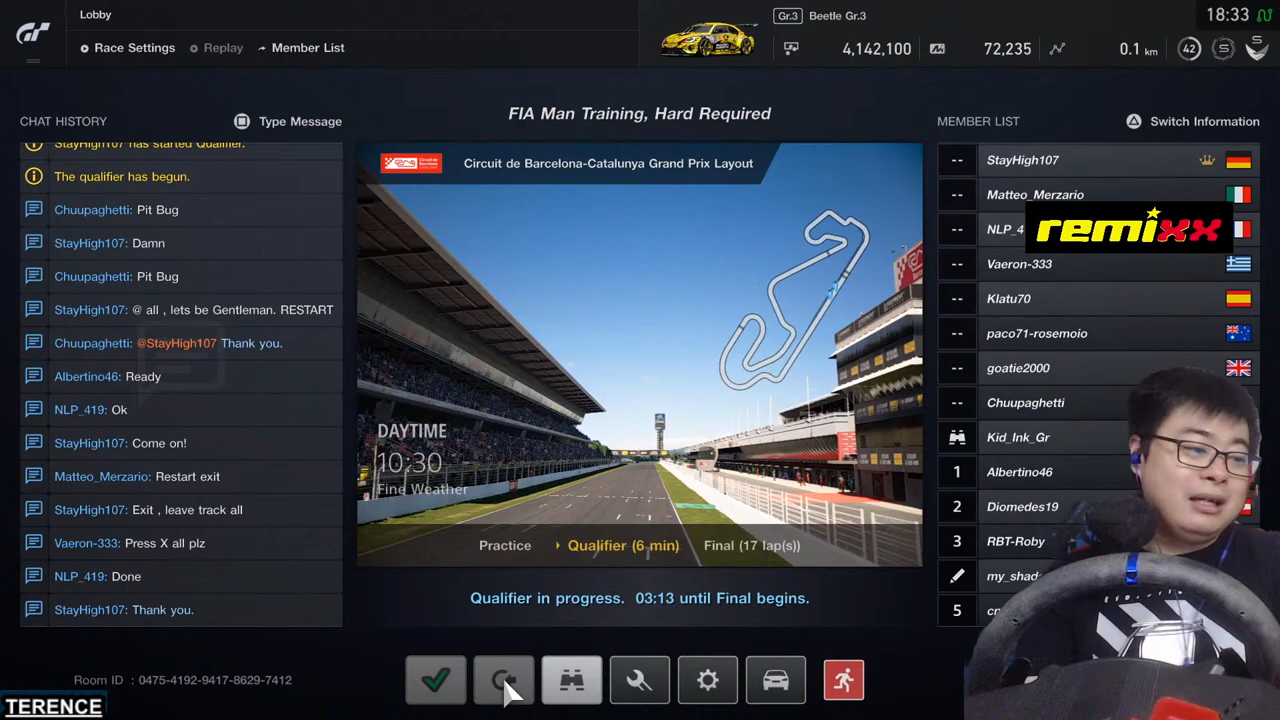 Lobby
Race Settings
Replay
Member List
Gr.3
Beetle Gr.3
4,142,100
72,235
0.1 km
42
S
S
18:33
CHAT HISTORY
Type Message
StayHigh107 has started Qualifier.
The qualifier has begun.
Chuupaghetti: Pit Bug
StayHigh107: Damn
Chuupaghetti: Pit Bug
StayHigh107: @ all , lets be Gentleman. RESTART
Chuupaghetti: @StayHigh107 Thank you.
Albertino46: Ready
NLP_419: Ok
StayHigh107: Come on!
Matteo_Merzario: Restart exit
StayHigh107: Exit , leave track all
Vaeron-333: Press X all plz
NLP_419: Done
StayHigh107: Thank you.
FIA Man Training, Hard Required
Circuit de Barcelona-Catalunya Grand Prix Layout
DAYTIME
10:30
Fine Weather
Practice
Qualifier (6 min)
Final (17 lap(s))
Qualifier in progress. 03:13 until Final begins.
MEMBER LIST
Switch Information
-- StayHigh107
-- Matteo_Merzario
-- NLP_4
remixx
-- Vaeron-333
-- Klatu70
-- paco71-rosemoio
-- goatie2000
-- Chuupaghetti
Kid_Ink_Gr
1 Albertino46
2 Diomedes19
3 RBT-Roby
my_shad
5
Room ID : 0475-4192-9417-8629-7412
TERENCE